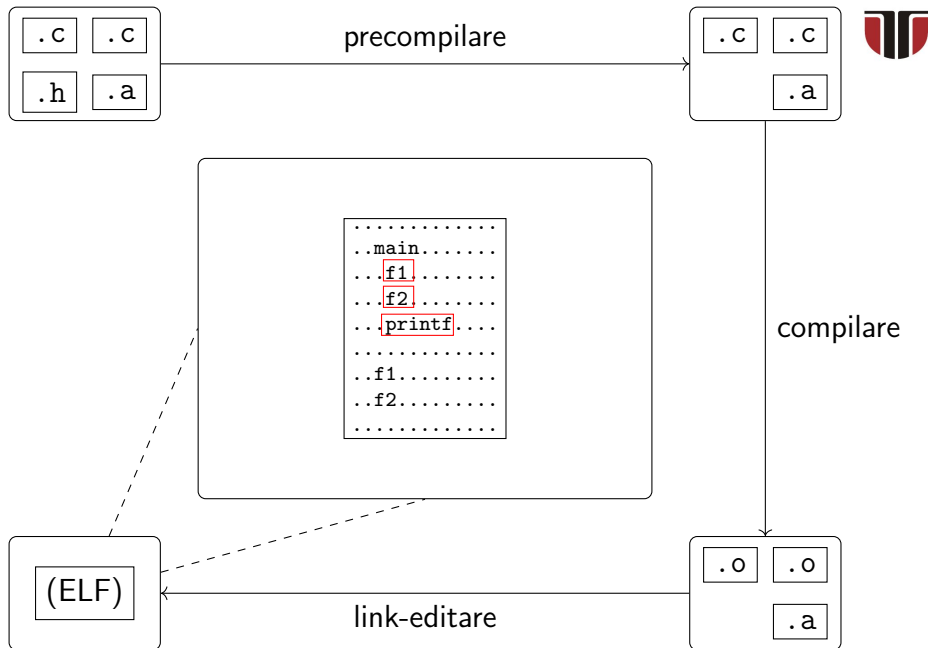 .c .c
.h .a
precompilare
.c .c
.a
.............
..main.......
...f1........
...f2........
...printf....
.............
..f1.........
..f2.........
.............
compilare
(ELF)
link-editare
.o .o
.a